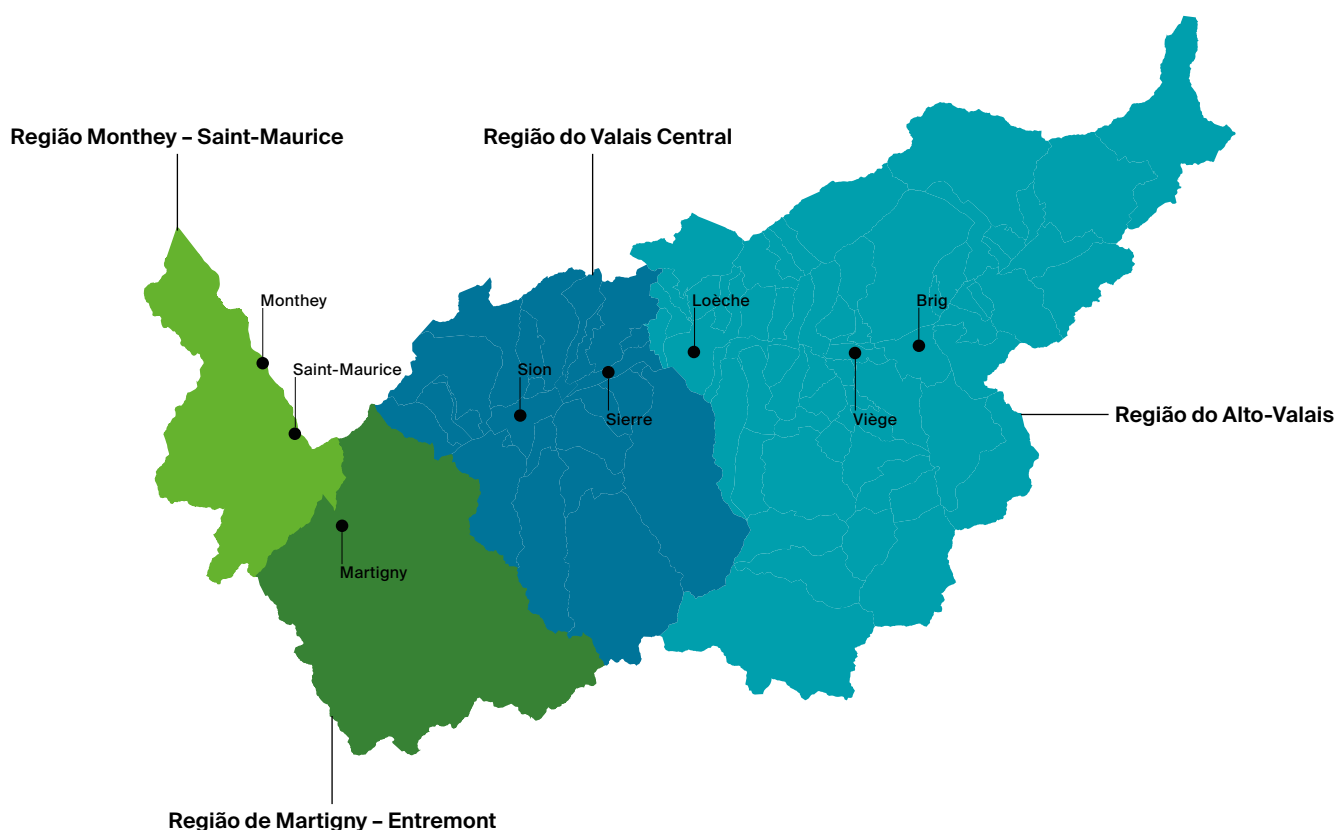 Região Monthey – Saint-Maurice
Região do Valais Central
Monthey
Loèche
Brig
Saint-Maurice
Sion
Sierre
Viège
Região do Alto-Valais
Martigny
Região de Martigny – Entremont